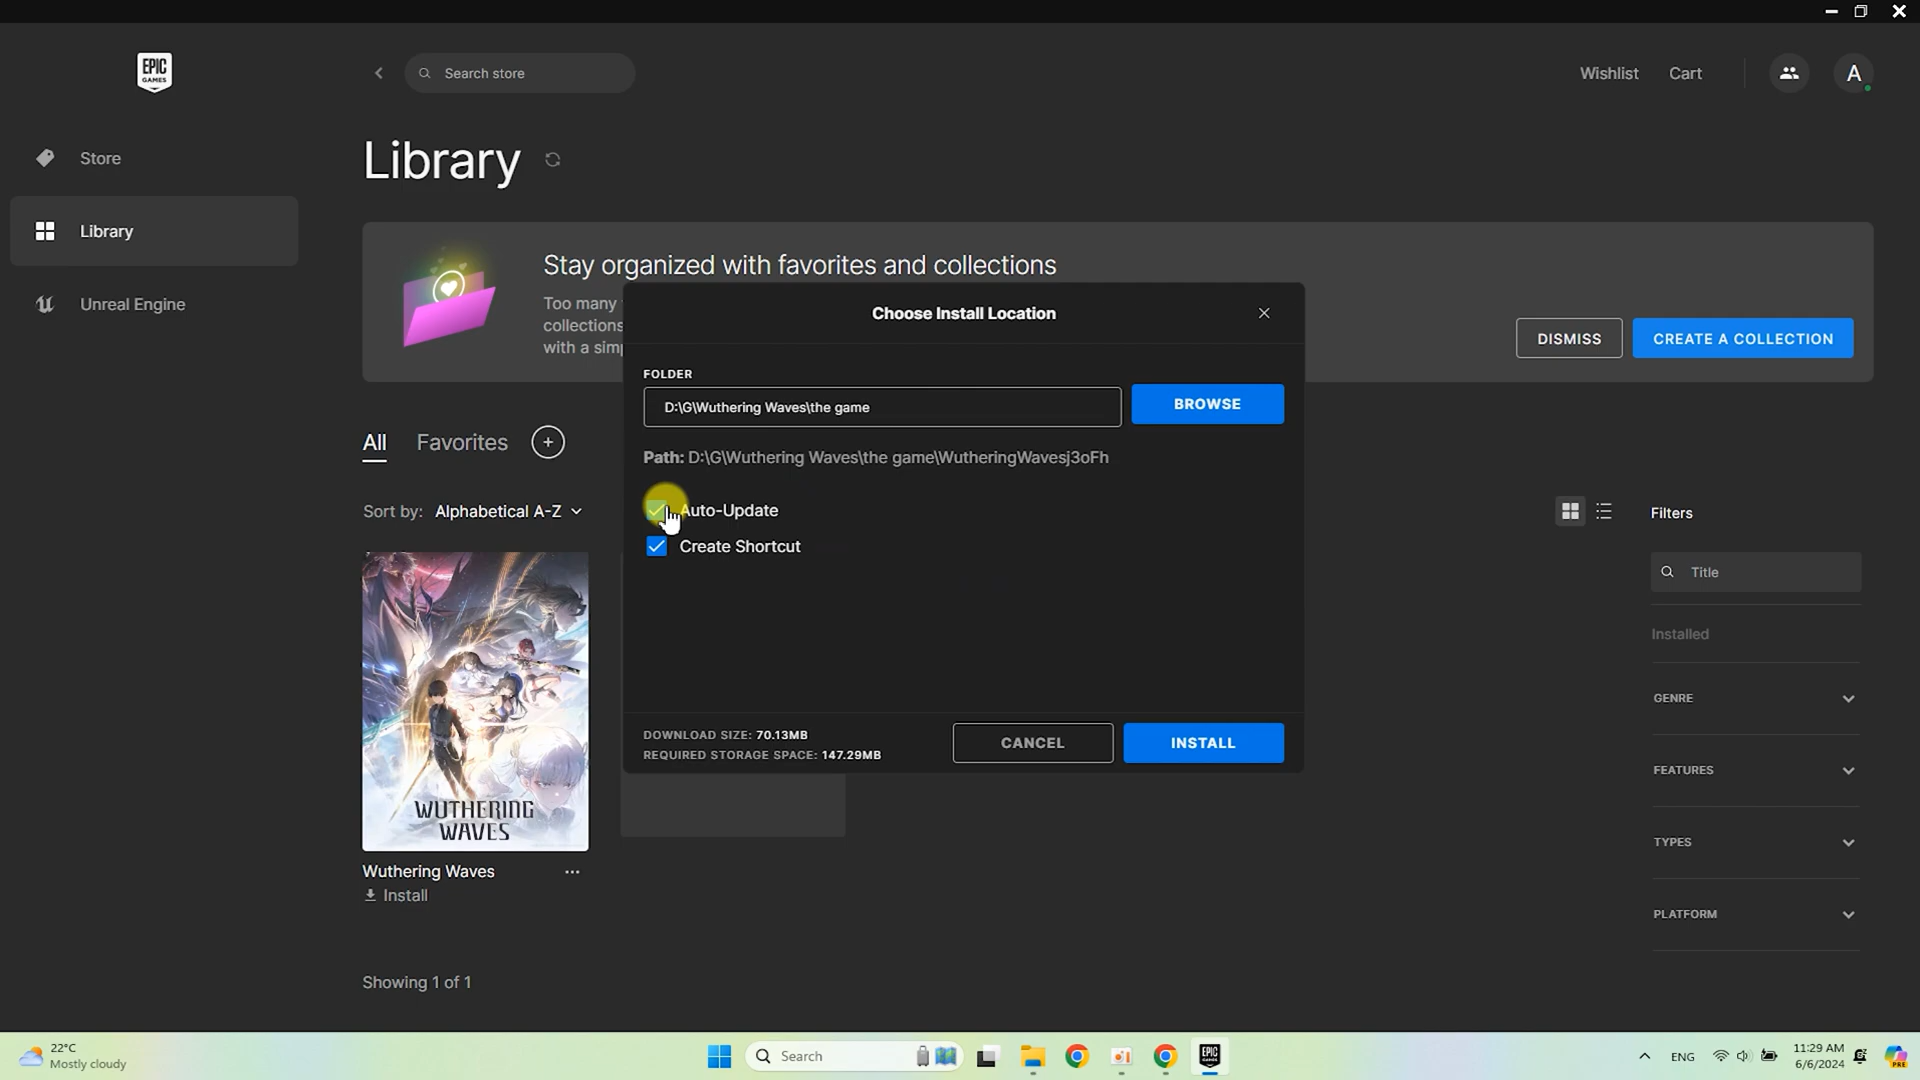 EPIC
GAMES
Search store
Wishlist
Cart
A
Store
Library
Unreal Engine
Library
Stay organized with favorites and collections
Too many
collections
with a sim
DISMISS
CREATE A COLLECTION
Choose Install Location
FOLDER
D:\G\Wuthering Waves\the game
BROWSE
Path: D:\G\Wuthering Waves\the game\WutheringWavesj3oFh
Auto-Update
Create Shortcut
DOWNLOAD SIZE: 70.13MB
REQUIRED STORAGE SPACE: 147.29MB
CANCEL
INSTALL
All
Favorites
Sort by: Alphabetical A-Z
WUTHERING
WAVES
Wuthering Waves
Install
Showing 1 of 1
Filters
Title
Installed
GENRE
FEATURES
TYPES
PLATFORM
22°C
Mostly cloudy
Search
EPIC
GAMES
ENG
11:29 AM
6/6/2024
PRE